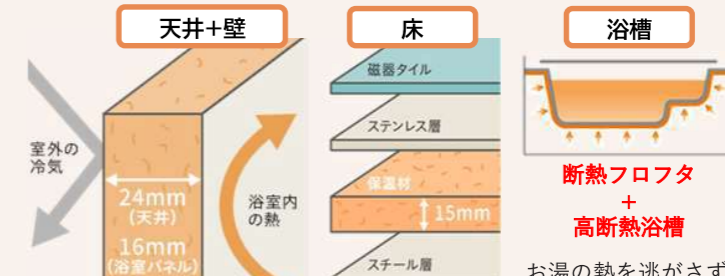 天井+壁
室外の
冷気
24mm
(天井)
16mm
(浴室パネル)
浴室内
の熱
床
磁器タイル
ステンレス層
保温材
15mm
スチール層
浴槽
断熱フロフタ
+
高断熱浴槽
お湯の熱を逃がさず